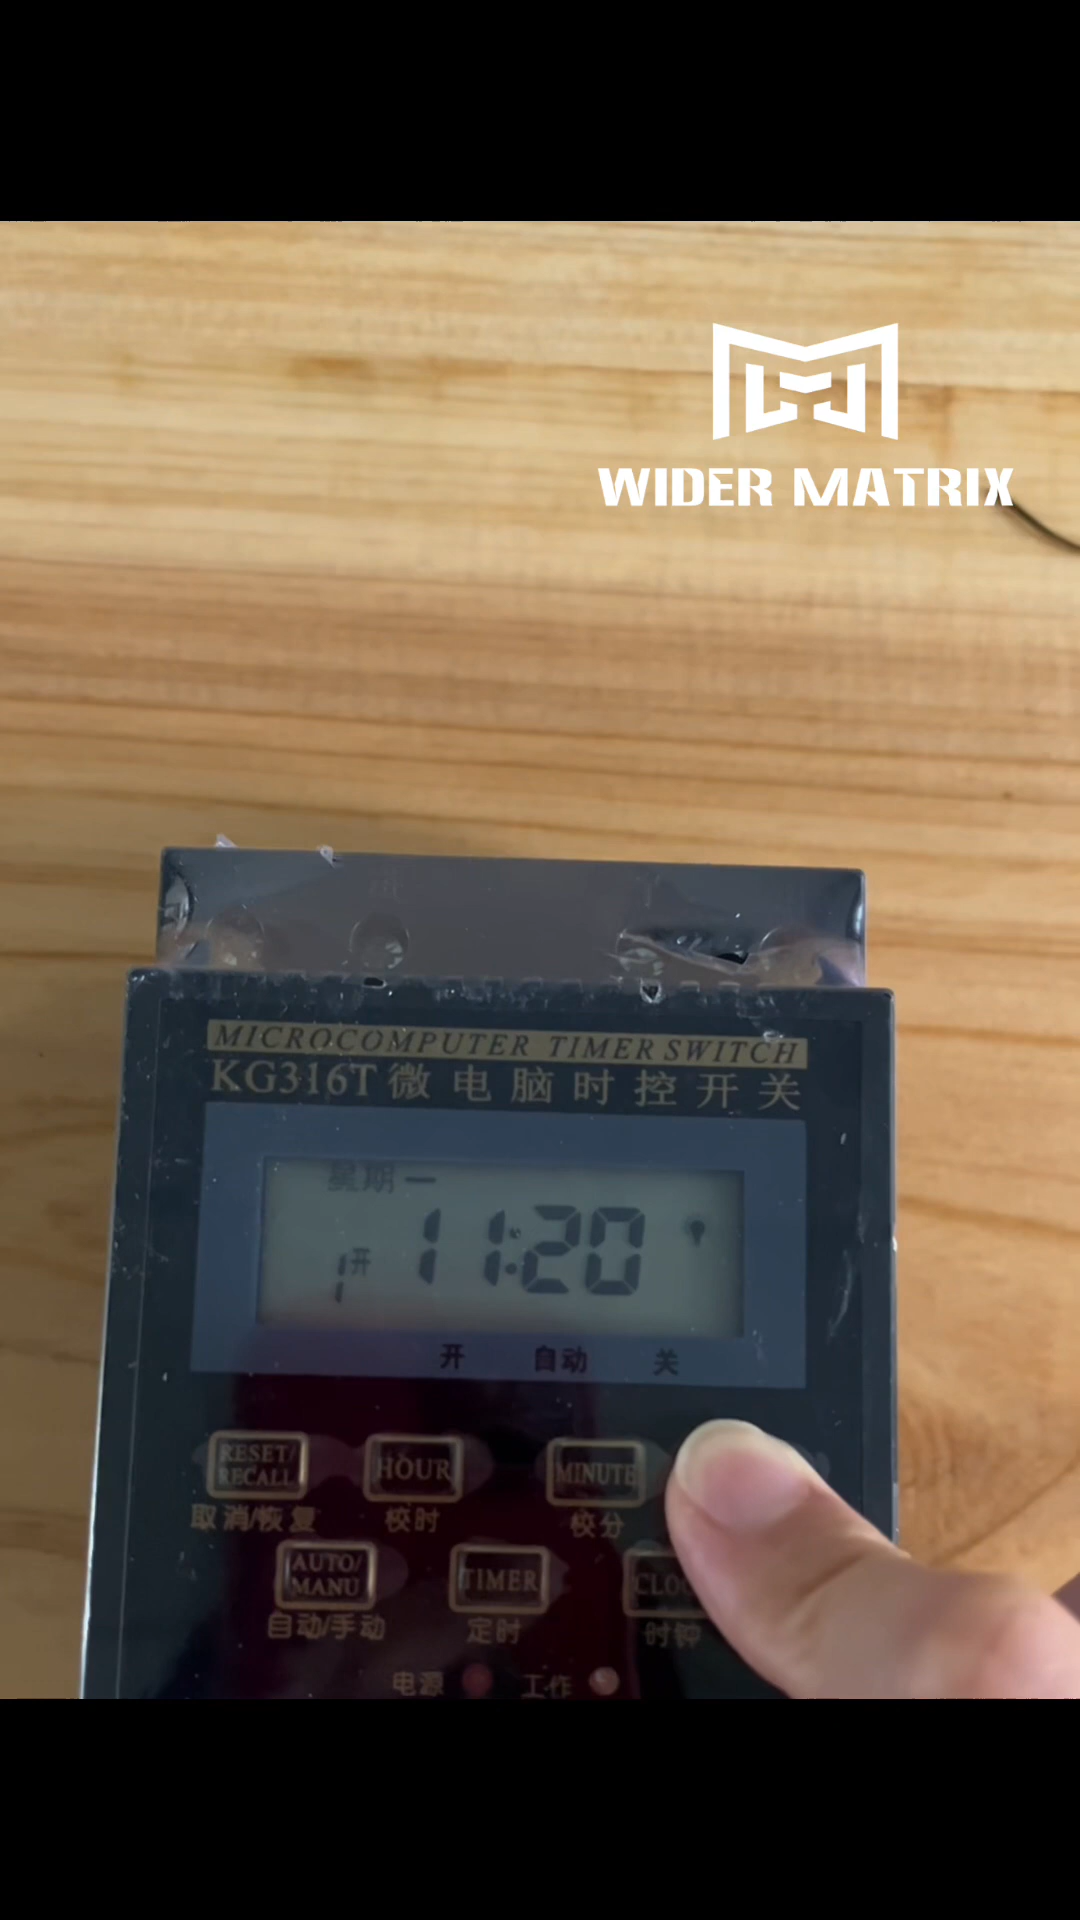 WIDER MATRIX
MICROCOMPUTER TIMER SWITCH
KG316T 微电脑时控开关
星期一
1开 11:20
开 自动 关
RESET/RECALL HOUR MINUTE
取消/恢复 校时 校分
AUTO/MANU TIMER
自动/手动 定时 时钟
电源 工作